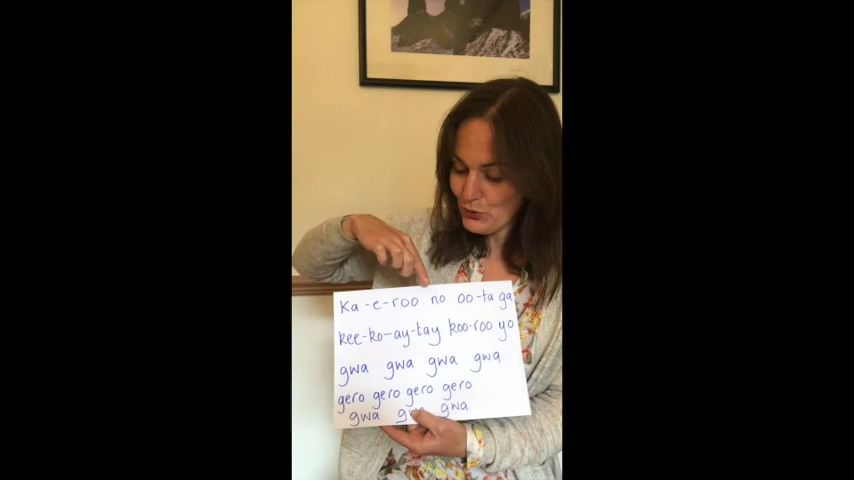 Ka-e-roo no oo-ta ga
kee-ko-ay-tay koo-roo yo
gwa gwa gwa gwa
gero gero gero gero
gwa gwa gwa